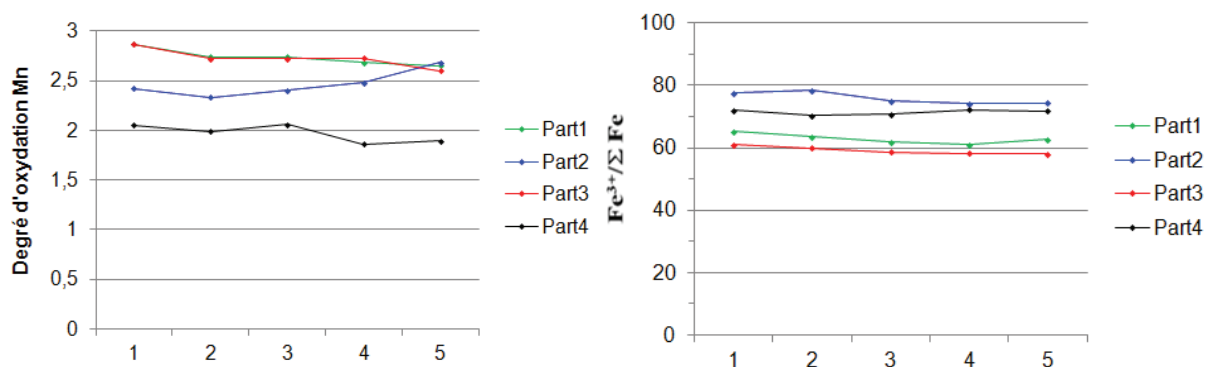 3
2,5
2
1,5
1
0,5
0
Degré d'oxydation Mn
1 2 3 4 5
Part1
Part2
Part3
Part4
100
80
60
40
20
0
Fe³⁺/Σ Fe
1 2 3 4 5
Part1
Part2
Part3
Part4